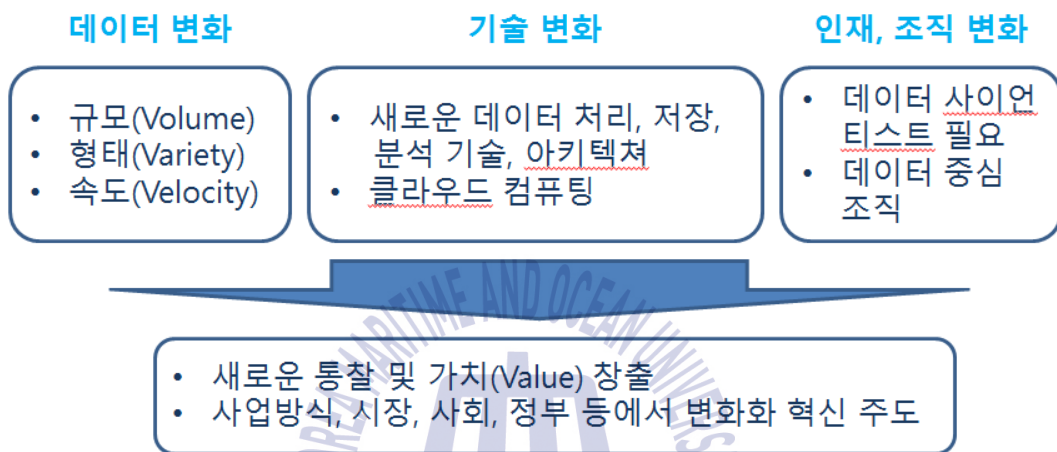 데이터 변화
기술 변화
인재, 조직 변화
• 규모(Volume)
• 형태(Variety)
• 속도(Velocity)
• 새로운 데이터 처리, 저장,
분석 기술, 아키텍쳐
• 클라우드 컴퓨팅
• 데이터 사이언
티스트 필요
• 데이터 중심
조직
• 새로운 통찰 및 가치(Value) 창출
• 사업방식, 시장, 사회, 정부 등에서 변화화 혁신 주도
KOREA MARITIME AND OCEAN UNIVERS